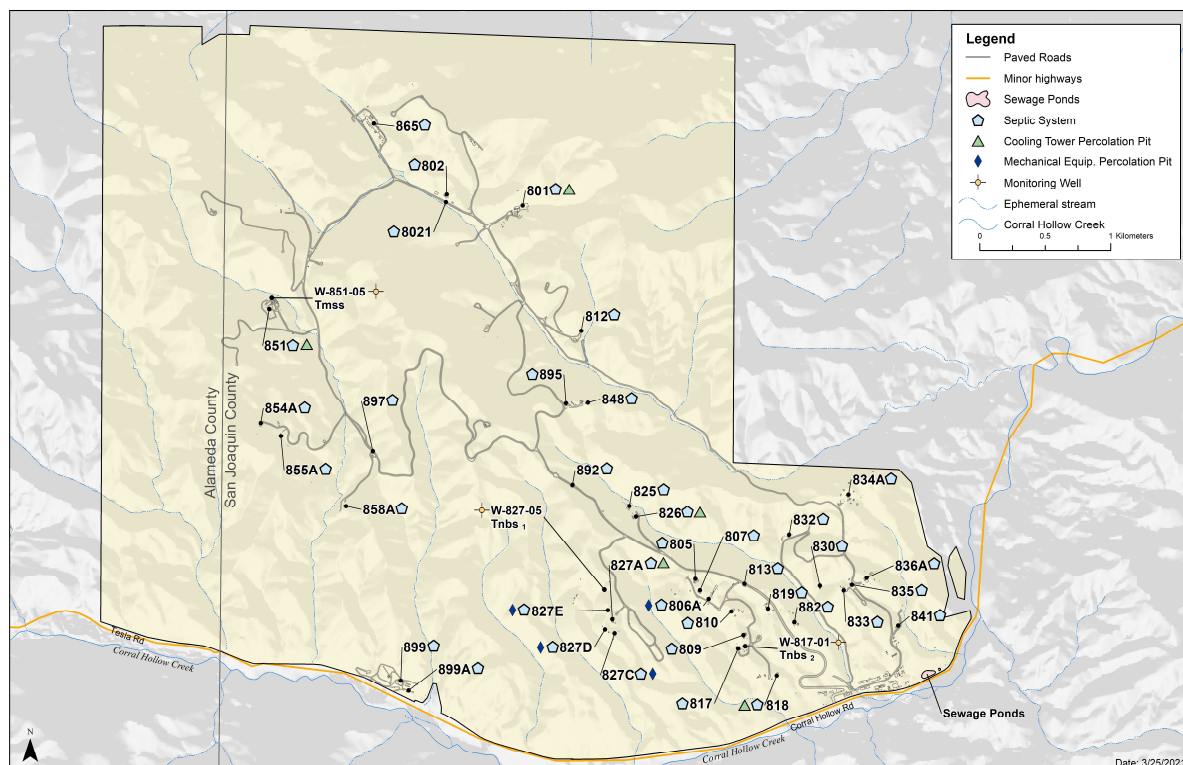 Legend
Paved Roads
Minor highways
Sewage Ponds
Septic System
Cooling Tower Percolation Pit
Mechanical Equip. Percolation Pit
Monitoring Well
Ephemeral stream
Corral Hollow Creek
0 0.5 1 Kilometers
865
802
801
8021
W-851-05
Tmss
812
851
895
848
897
854A
Alameda County
San Joaquin County
855A
892
834A
858A
825
W-827-05
Tnbs 1
826
832
807
805
830
827A
813
836A
819
835
827E
806A
882
841
810
833
827D
809
W-817-01
Tnbs 2
Tesla Rd
Corral Hollow Creek
899
899A
827C
817
818
Corral Hollow Rd
Sewage Ponds
Corral Hollow Creek
N
Date: 3/25/2021